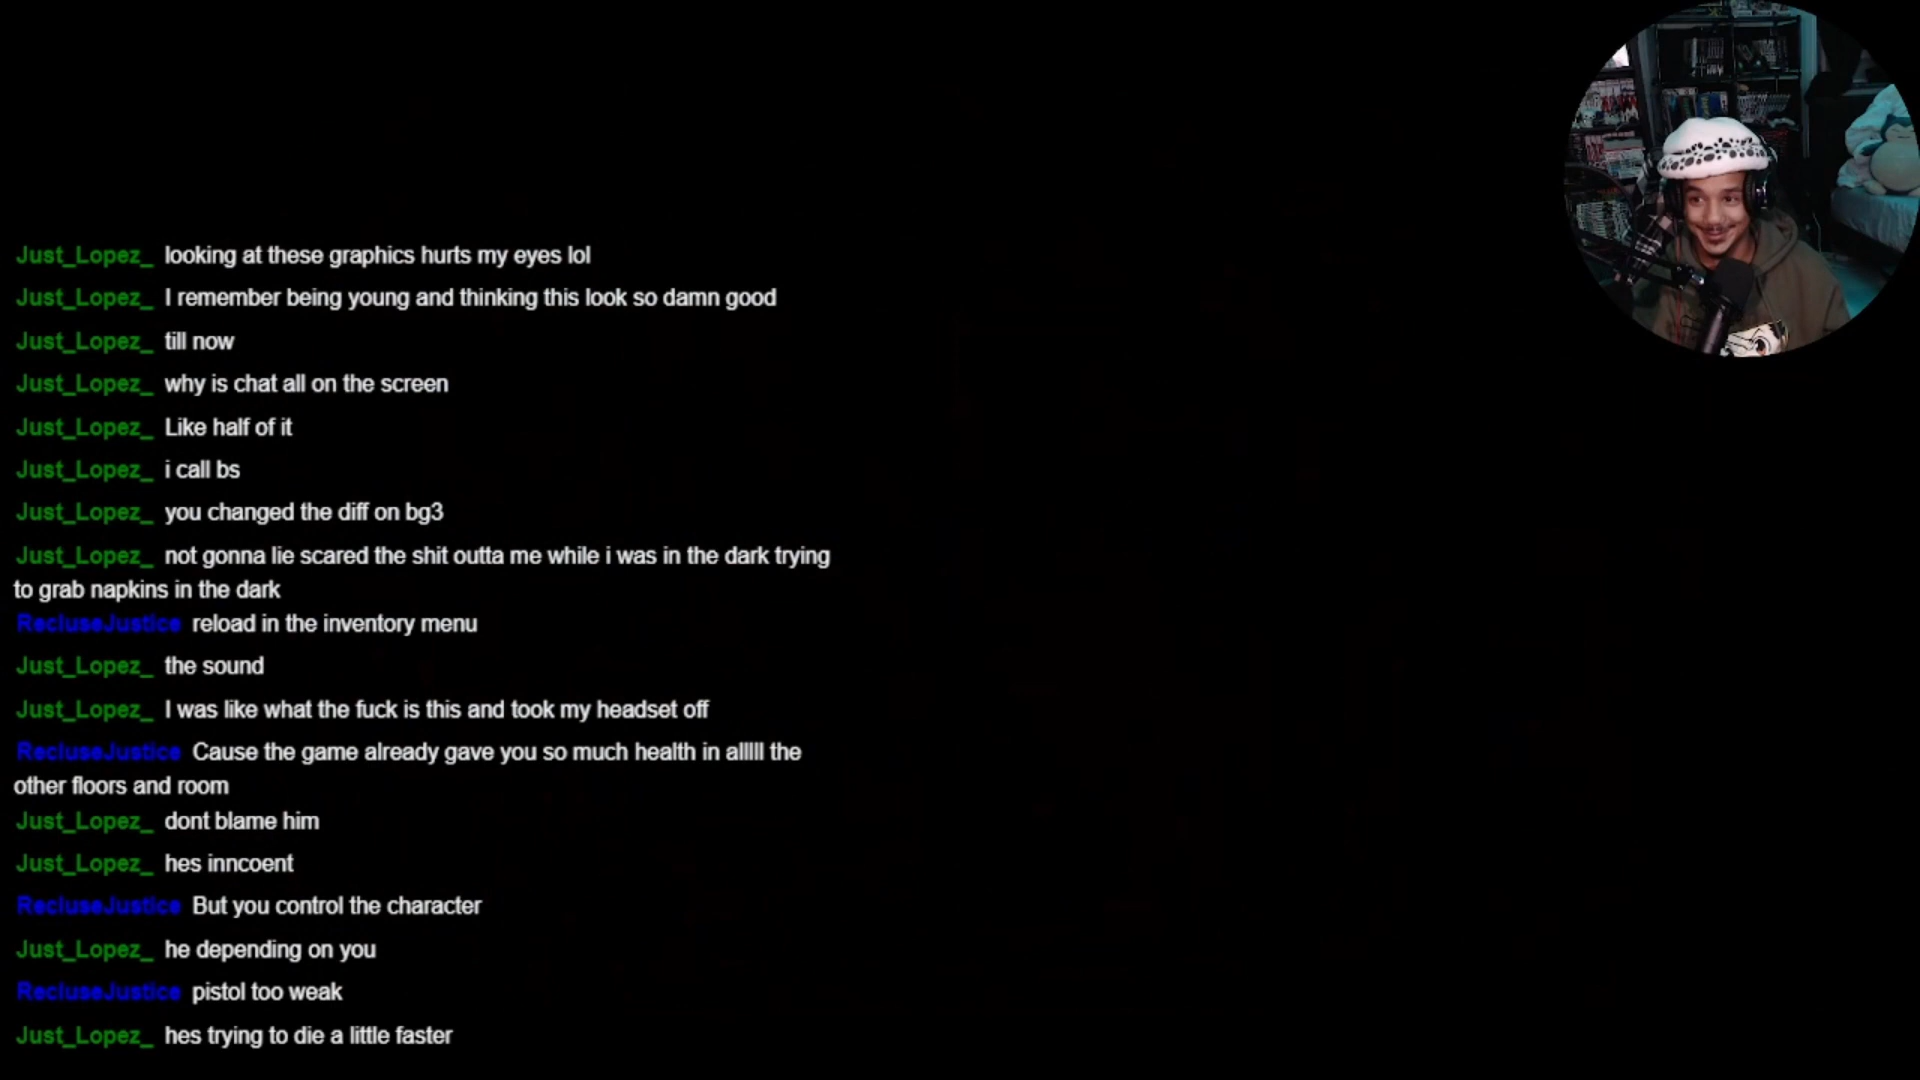 Just_Lopez_ looking at these graphics hurts my eyes lol
Just_Lopez_ I remember being young and thinking this look so damn good
Just_Lopez_ till now
Just_Lopez_ why is chat all on the screen
Just_Lopez_ Like half of it
Just_Lopez_ i call bs
Just_Lopez_ you changed the diff on bg3
Just_Lopez_ not gonna lie scared the shit outta me while i was in the dark trying
to grab napkins in the dark
RecluseJustice reload in the inventory menu
Just_Lopez_ the sound
Just_Lopez_ I was like what the fuck is this and took my headset off
RecluseJustice Cause the game already gave you so much health in alllll the
other floors and room
Just_Lopez_ dont blame him
Just_Lopez_ hes inncoent
RecluseJustice But you control the character
Just_Lopez_ he depending on you
RecluseJustice pistol too weak
Just_Lopez_ hes trying to die a little faster